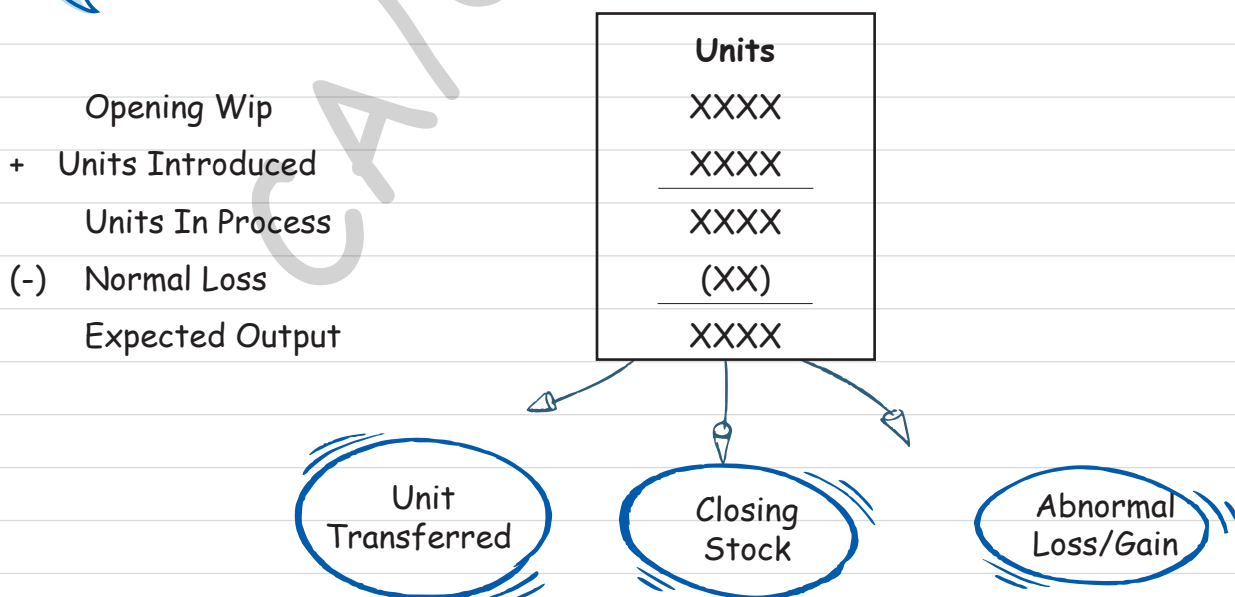 Units
Opening Wip XXXX
+ Units Introduced XXXX
Units In Process XXXX
(-) Normal Loss (XX)
Expected Output XXXX
Unit
Transferred
Closing
Stock
Abnormal
Loss/Gain
CA/